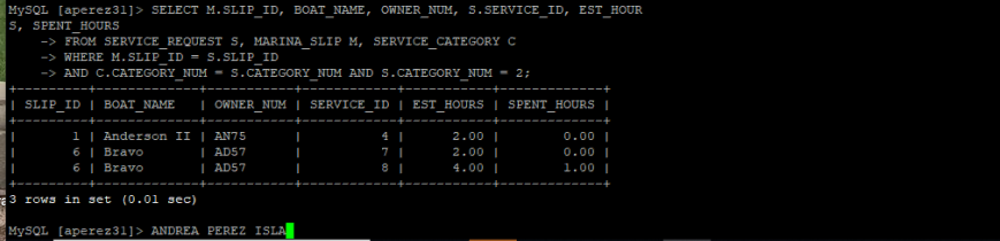 MySQL [aperez31]> SELECT M.SLIP_ID, BOAT_NAME, OWNER_NUM, S.SERVICE_ID, EST_HOUR
S, SPENT_HOURS
    -> FROM SERVICE_REQUEST S, MARINA_SLIP M, SERVICE_CATEGORY C
    -> WHERE M.SLIP_ID = S.SLIP_ID
    -> AND C.CATEGORY_NUM = S.CATEGORY_NUM AND S.CATEGORY_NUM = 2;
+---------+-------------+-----------+------------+-----------+-------------+
| SLIP_ID | BOAT_NAME   | OWNER_NUM | SERVICE_ID | EST_HOURS | SPENT_HOURS |
+---------+-------------+-----------+------------+-----------+-------------+
|       1 | Anderson II | AN75      |          4 |      2.00 |        0.00 |
|       6 | Bravo       | AD57      |          7 |      2.00 |        0.00 |
|       6 | Bravo       | AD57      |          8 |      4.00 |        1.00 |
+---------+-------------+-----------+------------+-----------+-------------+
3 rows in set (0.01 sec)
MySQL [aperez31]> ANDREA PEREZ ISLA